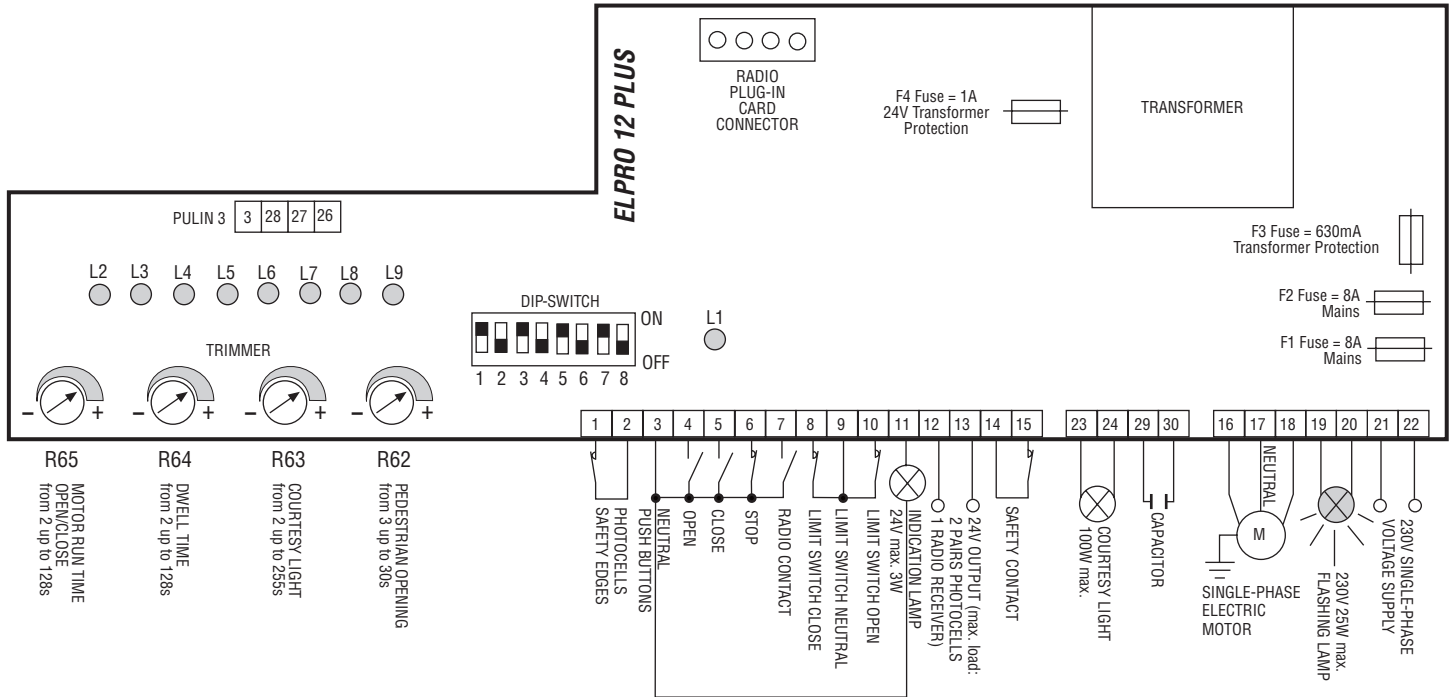 ELPRO 12 PLUS
RADIO
PLUG-IN
CARD
CONNECTOR
F4 Fuse = 1A
24V Transformer
Protection
TRANSFORMER
F3 Fuse = 630mA
Transformer Protection
F2 Fuse = 8A
Mains
F1 Fuse = 8A
Mains
PULIN 3
3 28 27 26
L2 L3 L4 L5 L6 L7 L8 L9
DIP-SWITCH
ON
OFF
1 2 3 4 5 6 7 8
L1
TRIMMER
- + - + - + - +
R65 R64 R63 R62
MOTOR RUN TIME
OPEN/CLOSE
from 2 up to 128s
DWELL TIME
from 2 up to 128s
COURTESY LIGHT
from 2 up to 255s
PEDESTRIAN OPENING
from 3 up to 30s
1 2 3 4 5 6 7 8 9 10 11 12 13 14 15
23 24 29 30
16 17 18 19 20 21 22
PHOTOCELLS
SAFETY EDGES
NEUTRAL
PUSH BUTTONS
OPEN
CLOSE
STOP
RADIO CONTACT
LIMIT SWITCH CLOSE
LIMIT SWITCH NEUTRAL
LIMIT SWITCH OPEN
INDICATION LAMP
24V max. 3W
24V OUTPUT (max. load:
2 PAIRS PHOTOCELLS
1 RADIO RECEIVER)
SAFETY CONTACT
COURTESY LIGHT
100W max.
CAPACITOR
NEUTRAL
M
SINGLE-PHASE
ELECTRIC
MOTOR
230V 25W max.
FLASHING LAMP
230V SINGLE-PHASE
VOLTAGE SUPPLY